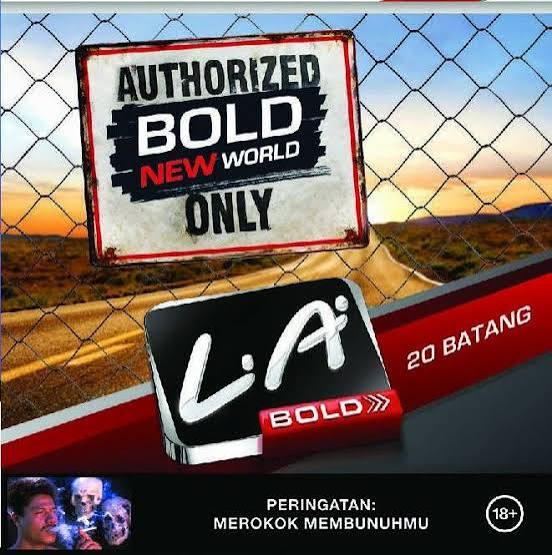 AUTHORIZED
BOLD
NEW WORLD
ONLY
L.A.
BOLD
20 BATANG
PERINGATAN:
MEROKOK MEMBUNUHMU
18+